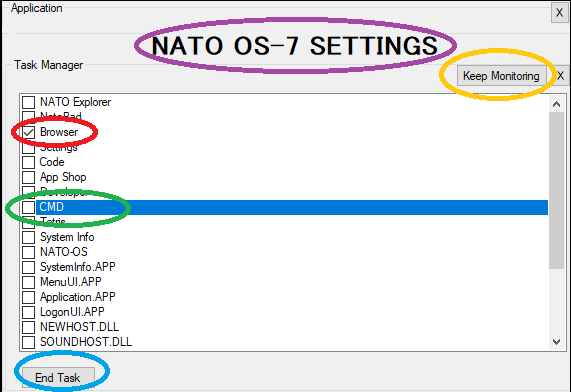 Application
X
NATO OS-7 SETTINGS
Task Manager
Keep Monitoring
X
NATO Explorer
NotePad
Browser
Settings
Code
App Shop
Developer
CMD
Tetris
System Info
NATO-OS
SystemInfo.APP
MenuUI.APP
Application.APP
LogonUI.APP
NEWHOST.DLL
SOUNDHOST.DLL
End Task